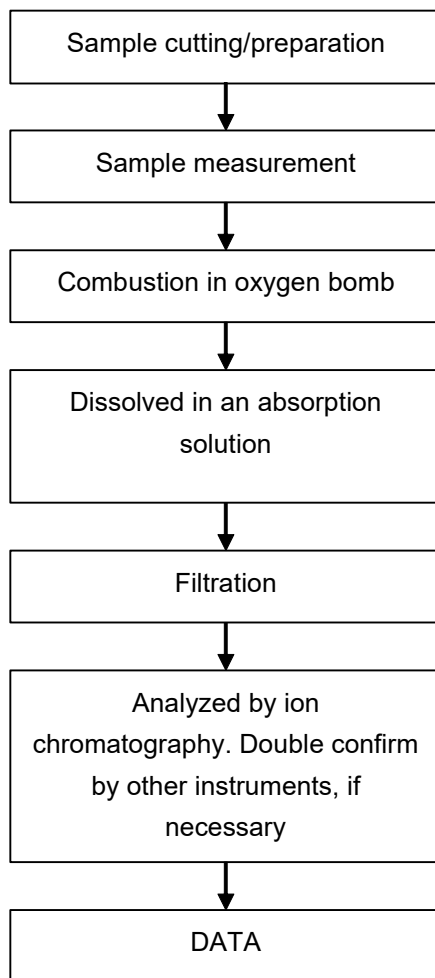 Sample cutting/preparation
Sample measurement
Combustion in oxygen bomb
Dissolved in an absorption
solution
Filtration
Analyzed by ion
chromatography. Double confirm
by other instruments, if
necessary
DATA